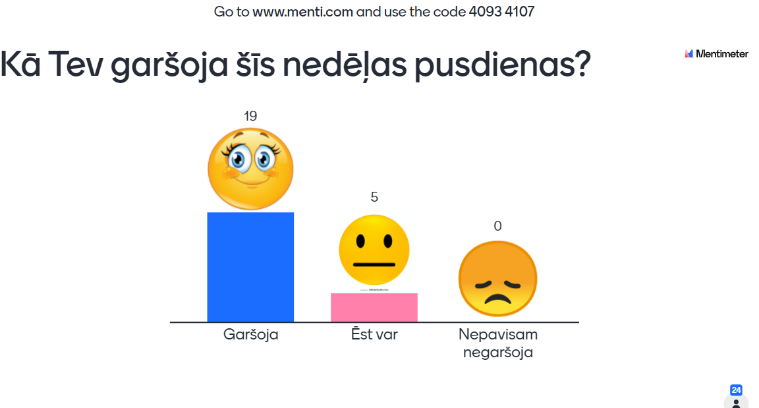 Go to www.menti.com and use the code 4093 4107
Kā Tev garšoja šīs nedēļas pusdienas?
Mentimeter
19
5
0
Garšoja
Ēst var
Nepavisam
negaršoja
24